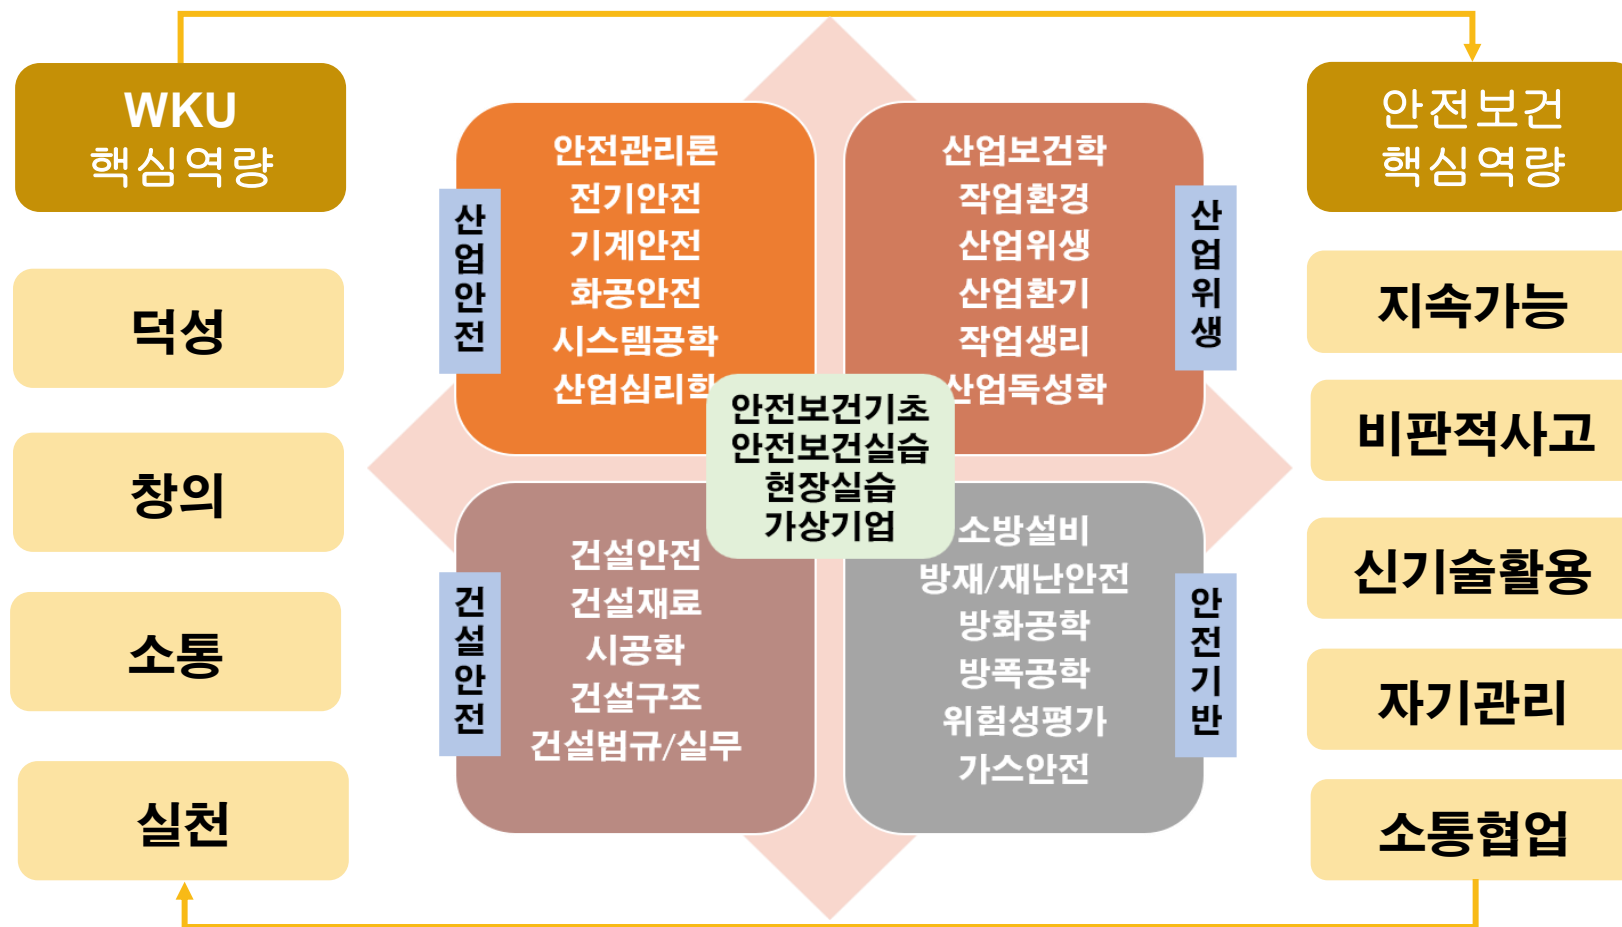 WKU
핵심역량
덕성
창의
소통
실천
산업안전
안전관리론
전기안전
기계안전
화공안전
시스템공학
산업심리학
산업보건학
작업환경
산업위생
산업환기
작업생리
산업독성학
산업위생
안전보건기초
안전보건실습
현장실습
가상기업
건설안전
건설안전
건설재료
시공학
건설구조
건설법규/실무
소방설비
방재/재난안전
방화공학
방폭공학
위험성평가
가스안전
안전기반
안전보건
핵심역량
지속가능
비판적사고
신기술활용
자기관리
소통협업